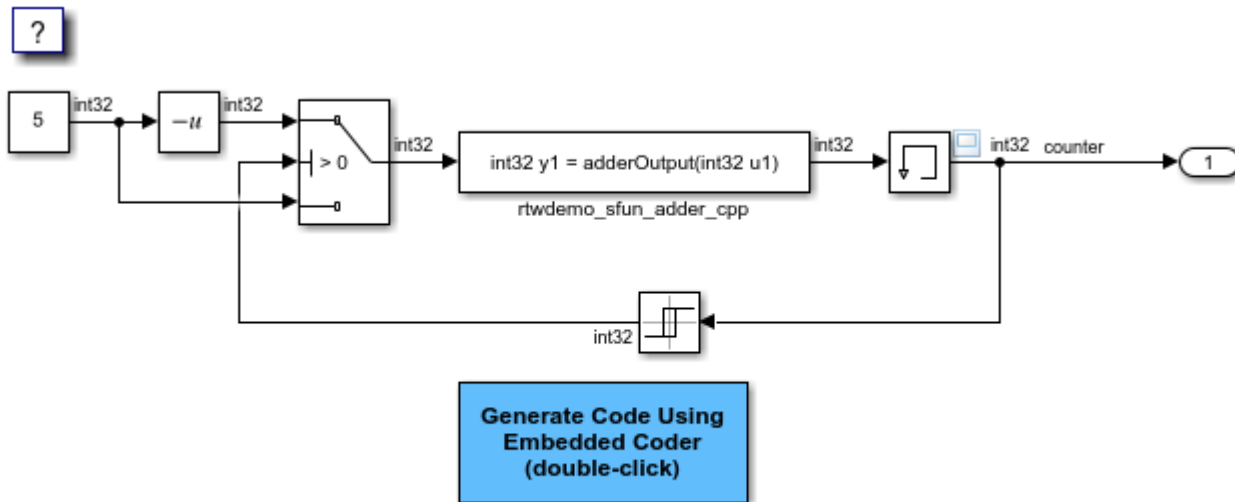 ?
int32
int32
5
−u
> 0
int32
int32 y1 = adderOutput(int32 u1)
rtwdemo_sfun_adder_cpp
int32
int32 counter
1
int32
Generate Code Using
Embedded Coder
(double-click)